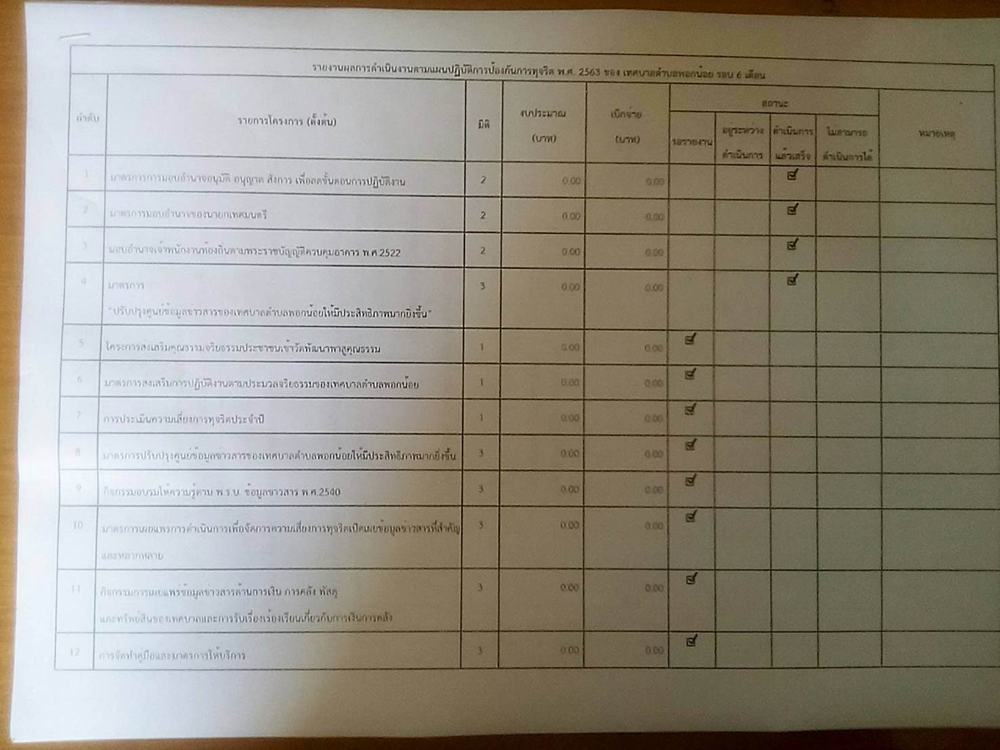 รายงานผลการดำเนินงานตามแผนปฏิบัติการป้องกันการทุจริต พ.ศ. 2563 ของ เทศบาลตำบลพอกน้อย รอบ 6 เดือน
ลำดับ รายการโครงการ (ตั้งต้น) มิติ งบประมาณ (บาท) เบิกจ่าย (บาท) สถานะ หมายเหตุ
รอรายงาน อยู่ระหว่างดำเนินการ ดำเนินการแล้วเสร็จ ไม่สามารถดำเนินการได้
1 มาตรการการมอบอำนาจอนุมัติ อนุญาต สั่งการ เพื่อลดขั้นตอนการปฏิบัติงาน 2 0.00 0.00
2 มาตรการมอบอำนาจของนายกเทศมนตรี 2 0.00 0.00
3 มอบอำนาจเจ้าพนักงานท้องถิ่นตามพระราชบัญญัติควบคุมอาคาร พ.ศ.2522 2 0.00 0.00
4 มาตรการ 3 0.00 0.00
"ปรับปรุงศูนย์ข้อมูลข่าวสารของเทศบาลตำบลพอกน้อยให้มีประสิทธิภาพมากยิ่งขึ้น"
5 โครงการส่งเสริมคุณธรรมจริยธรรมประชาชนเข้าวัดพัฒนาพาสู่คุณธรรม 1 0.00 0.00
6 มาตรการส่งเสริมการปฏิบัติงานตามประมวลจริยธรรมของเทศบาลตำบลพอกน้อย 1 0.00 0.00
7 การประเมินความเสี่ยงการทุจริตประจำปี 1 0.00 0.00
8 มาตรการปรับปรุงศูนย์ข้อมูลข่าวสารของเทศบาลตำบลพอกน้อยให้มีประสิทธิภาพมากยิ่งขึ้น 3 0.00 0.00
9 กิจกรรมอบรมให้ความรู้ตาม พ.ร.บ. ข้อมูลข่าวสาร พ.ศ.2540 3 0.00 0.00
10 มาตรการเผยแพร่การดำเนินการเพื่อจัดการความเสี่ยงการทุจริตเปิดเผยข้อมูลข่าวสารที่สำคัญ 3 0.00 0.00
และหลากหลาย
11 กิจกรรมการเผยแพร่ข้อมูลข่าวสารด้านการเงิน การคลัง พัสดุ 3 0.00 0.00
และทรัพย์สินของเทศบาลและการรับเรื่องร้องเรียนเกี่ยวกับการเงินการคลัง
12 การจัดทำคู่มือและมาตรการให้บริการ 3 0.00 0.00